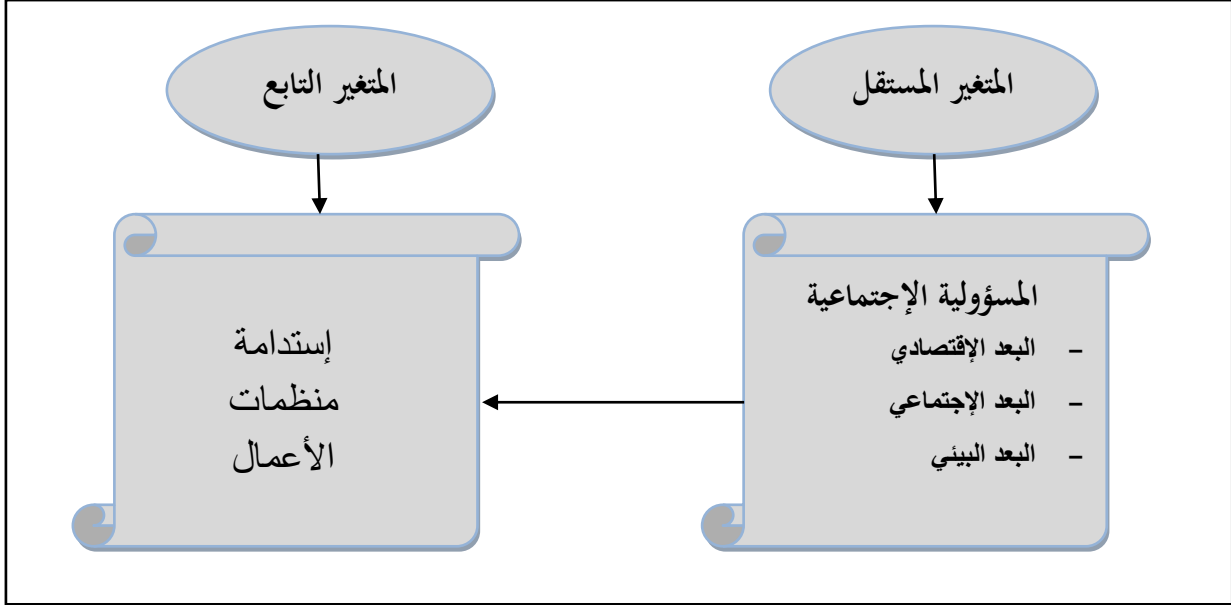 المتغير المستقل
المتغير التابع
المسؤولية الإجتماعية
- البعد الإقتصادي
- البعد الإجتماعي
- البعد البيئي
إستدامة
منظمات
الأعمال